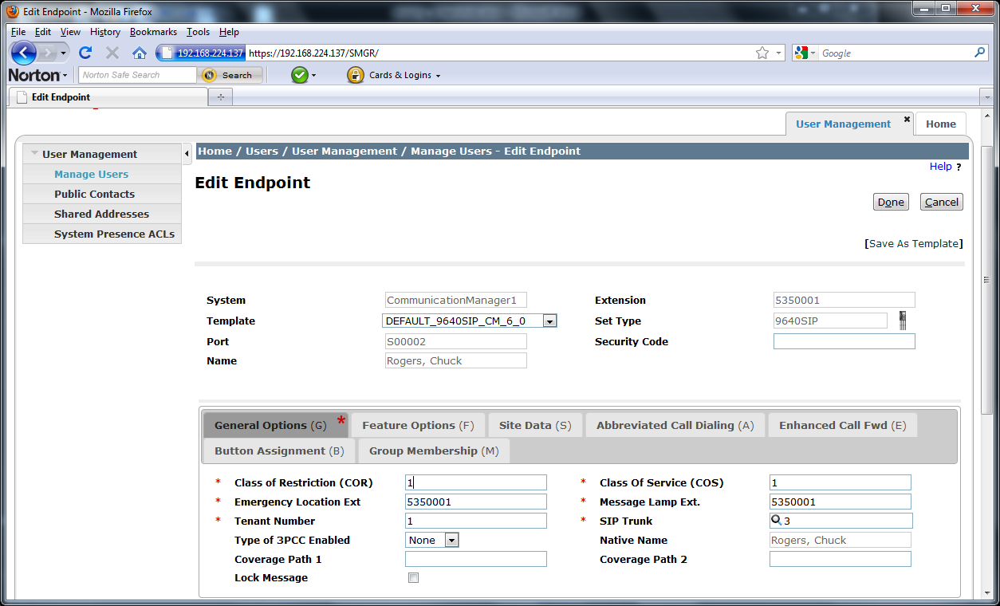 Edit Endpoint - Mozilla Firefox
File Edit View History Bookmarks Tools Help
192.168.224.137 https://192.168.224.137/SMGR/ Google
Norton Norton Safe Search Search Cards & Logins
Edit Endpoint
User Management Home
User Management
Manage Users
Public Contacts
Shared Addresses
System Presence ACLs
Home / Users / User Management / Manage Users - Edit Endpoint
Help ?
Edit Endpoint
Done Cancel
[Save As Template]
System CommunicationManager1 Extension 5350001
Template DEFAULT_9640SIP_CM_6_0 Set Type 9640SIP
Port S00002 Security Code
Name Rogers, Chuck
General Options (G) * Feature Options (F) Site Data (S) Abbreviated Call Dialing (A) Enhanced Call Fwd (E)
Button Assignment (B) Group Membership (M)
* Class of Restriction (COR) 1 * Class Of Service (COS) 1
* Emergency Location Ext 5350001 * Message Lamp Ext. 5350001
* Tenant Number 1 * SIP Trunk 3
Type of 3PCC Enabled None Native Name Rogers, Chuck
Coverage Path 1 Coverage Path 2
Lock Message